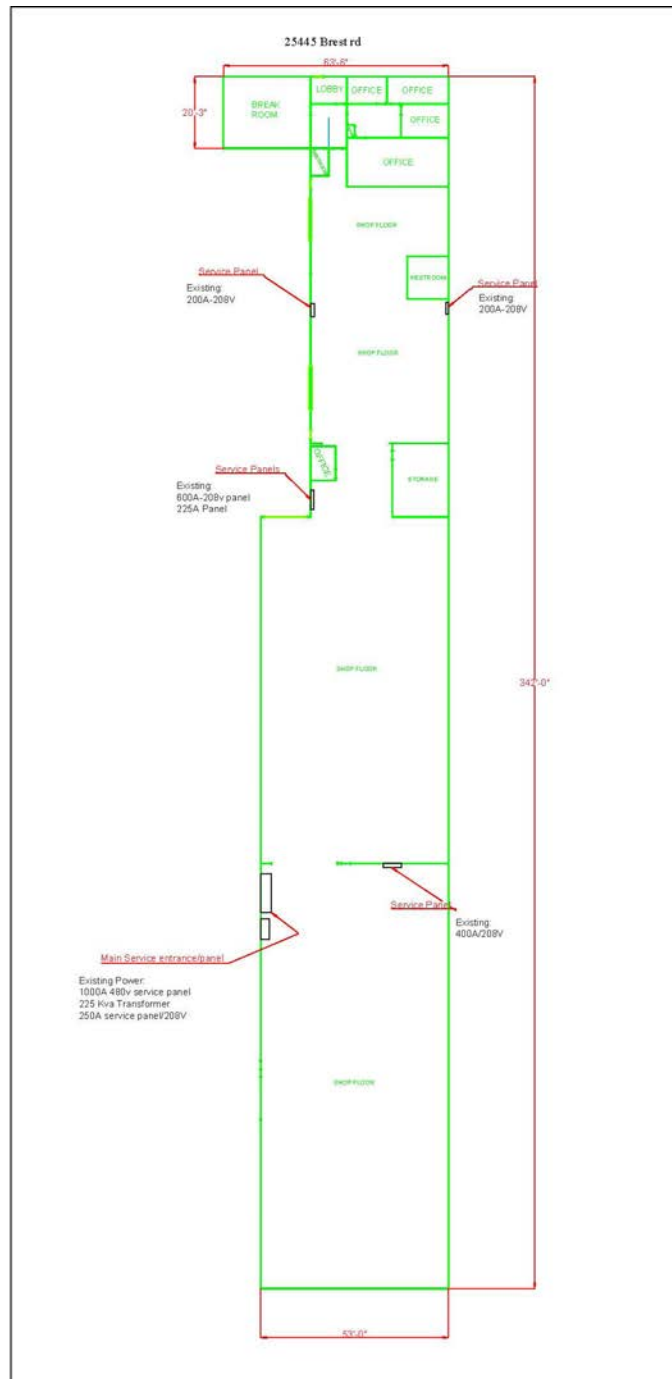 25445 Brest rd
63'-6"
LOBBY OFFICE OFFICE
BREAK
ROOM
20'-3"
OFFICE
OFFICE
SHOP FLOOR
Service Panel
Existing:
200A-208V
RESTROOM
Service Panel
Existing:
200A-208V
SHOP FLOOR
Service Panels
Existing:
600A-208v panel
225A Panel
OFFICE
STORAGE
SHOP FLOOR
342'-0"
Service Panel
Existing:
400A/208V
Main Service entrance/panel
Existing Power:
1000A 480v service panel
225 Kva Transformer
250A service panel/208V
SHOP FLOOR
53'-0"